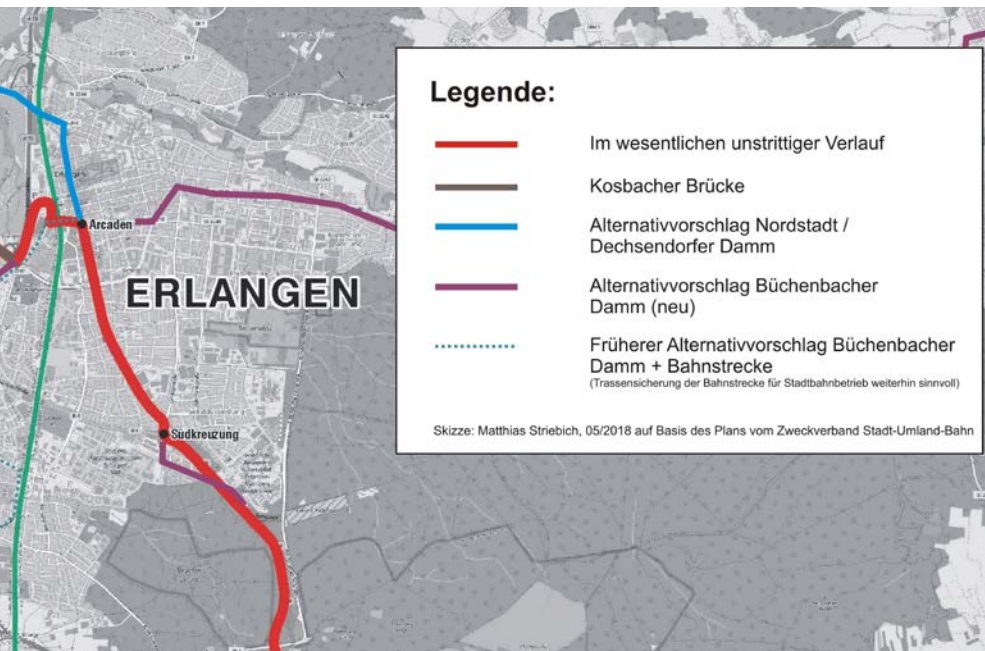 Legende:
Im wesentlichen unstrittiger Verlauf
Kosbacher Brücke
Alternativvorschlag Nordstadt /
Dechsendorfer Damm
Alternativvorschlag Büchenbacher
Damm (neu)
Früherer Alternativvorschlag Büchenbacher
Damm + Bahnstrecke
(Trassensicherung der Bahnstrecke für Stadtbahnbetrieb weiterhin sinnvoll)
Skizze: Matthias Striebich, 05/2018 auf Basis des Plans vom Zweckverband Stadt-Umland-Bahn
Arcaden
ERLANGEN
Südkreuzung